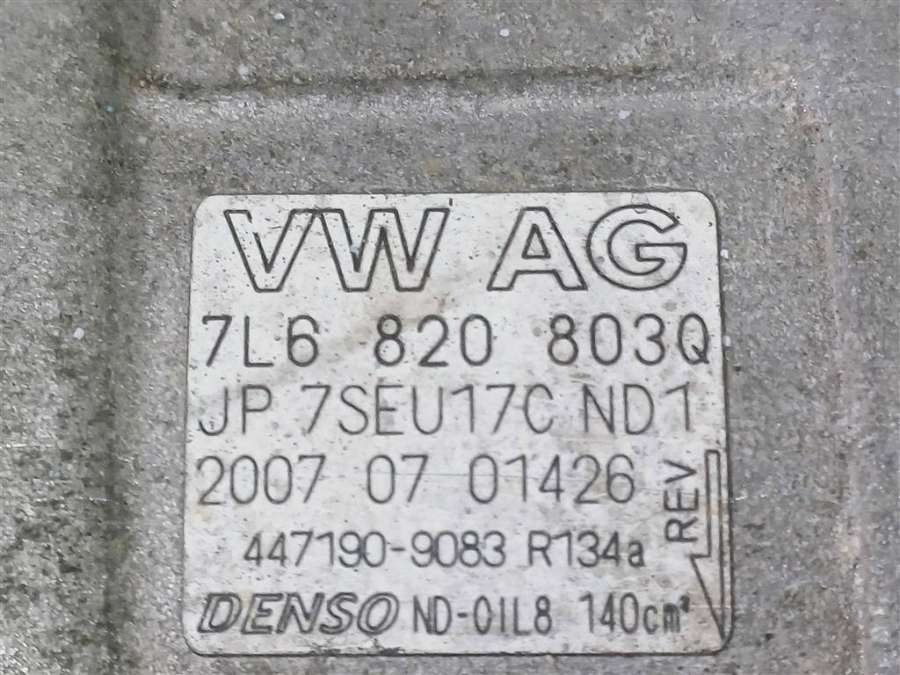 VW AG
7L6 820 803Q
JP 7SEU17C ND1
2007 07 01426
REV
447190-9083 R134a
DENSO ND-OIL8 140cm³